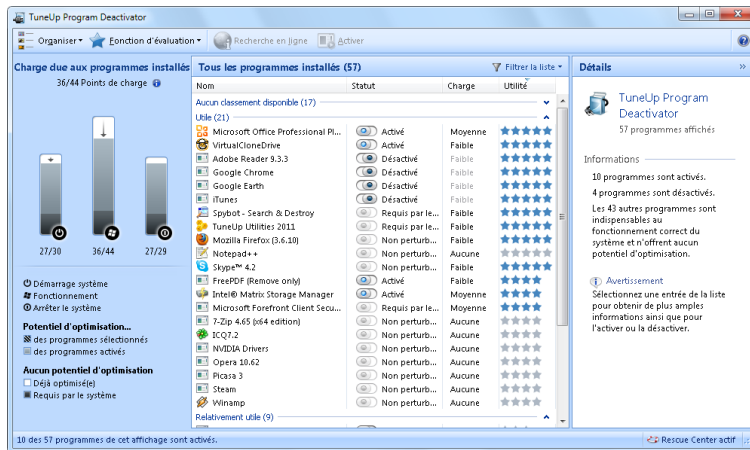 TuneUp Program Deactivator
Organiser
Fonction d'évaluation
Recherche en ligne
Activer
Charge due aux programmes installés
36/44 Points de charge
27/30 36/44 27/29
Démarrage système
Fonctionnement
Arrêter le système
Potentiel d'optimisation...
des programmes sélectionnés
des programmes activés
Aucun potentiel d'optimisation
Déjà optimisé(e)
Requis par le système
Tous les programmes installés (57)
Filtrer la liste
Nom Statut Charge Utilité
Aucun classement disponible (17)
Utile (21)
Microsoft Office Professional Pl... Activé Moyenne
VirtualCloneDrive Activé Faible
Adobe Reader 9.3.3 Désactivé Faible
Google Chrome Désactivé Faible
Google Earth Désactivé Faible
iTunes Désactivé Faible
Spybot - Search & Destroy Requis par le... Faible
TuneUp Utilities 2011 Requis par le... Faible
Mozilla Firefox (3.6.10) Non perturb... Faible
Notepad++ Non perturb... Aucune
Skype™ 4.2 Non perturb... Faible
FreePDF (Remove only) Activé Faible
Intel® Matrix Storage Manager Activé Moyenne
Microsoft Forefront Client Secu... Requis par le... Moyenne
7-Zip 4.65 (x64 edition) Non perturb... Aucune
ICQ7.2 Non perturb... Aucune
NVIDIA Drivers Non perturb... Aucune
Opera 10.62 Non perturb... Aucune
Picasa 3 Non perturb... Aucune
Steam Non perturb... Aucune
Winamp Non perturb... Aucune
Relativement utile (9)
Détails
TuneUp Program
Deactivator
57 programmes affichés
Informations
10 programmes sont activés.
4 programmes sont désactivés.
Les 43 autres programmes sont
indispensables au
fonctionnement correct du
système et n'offrent aucun
potentiel d'optimisation.
Avertissement
Sélectionnez une entrée de la liste
pour obtenir de plus amples
informations ainsi que pour
l'activer ou la désactiver.
10 des 57 programmes de cet affichage sont activés.
Rescue Center actif